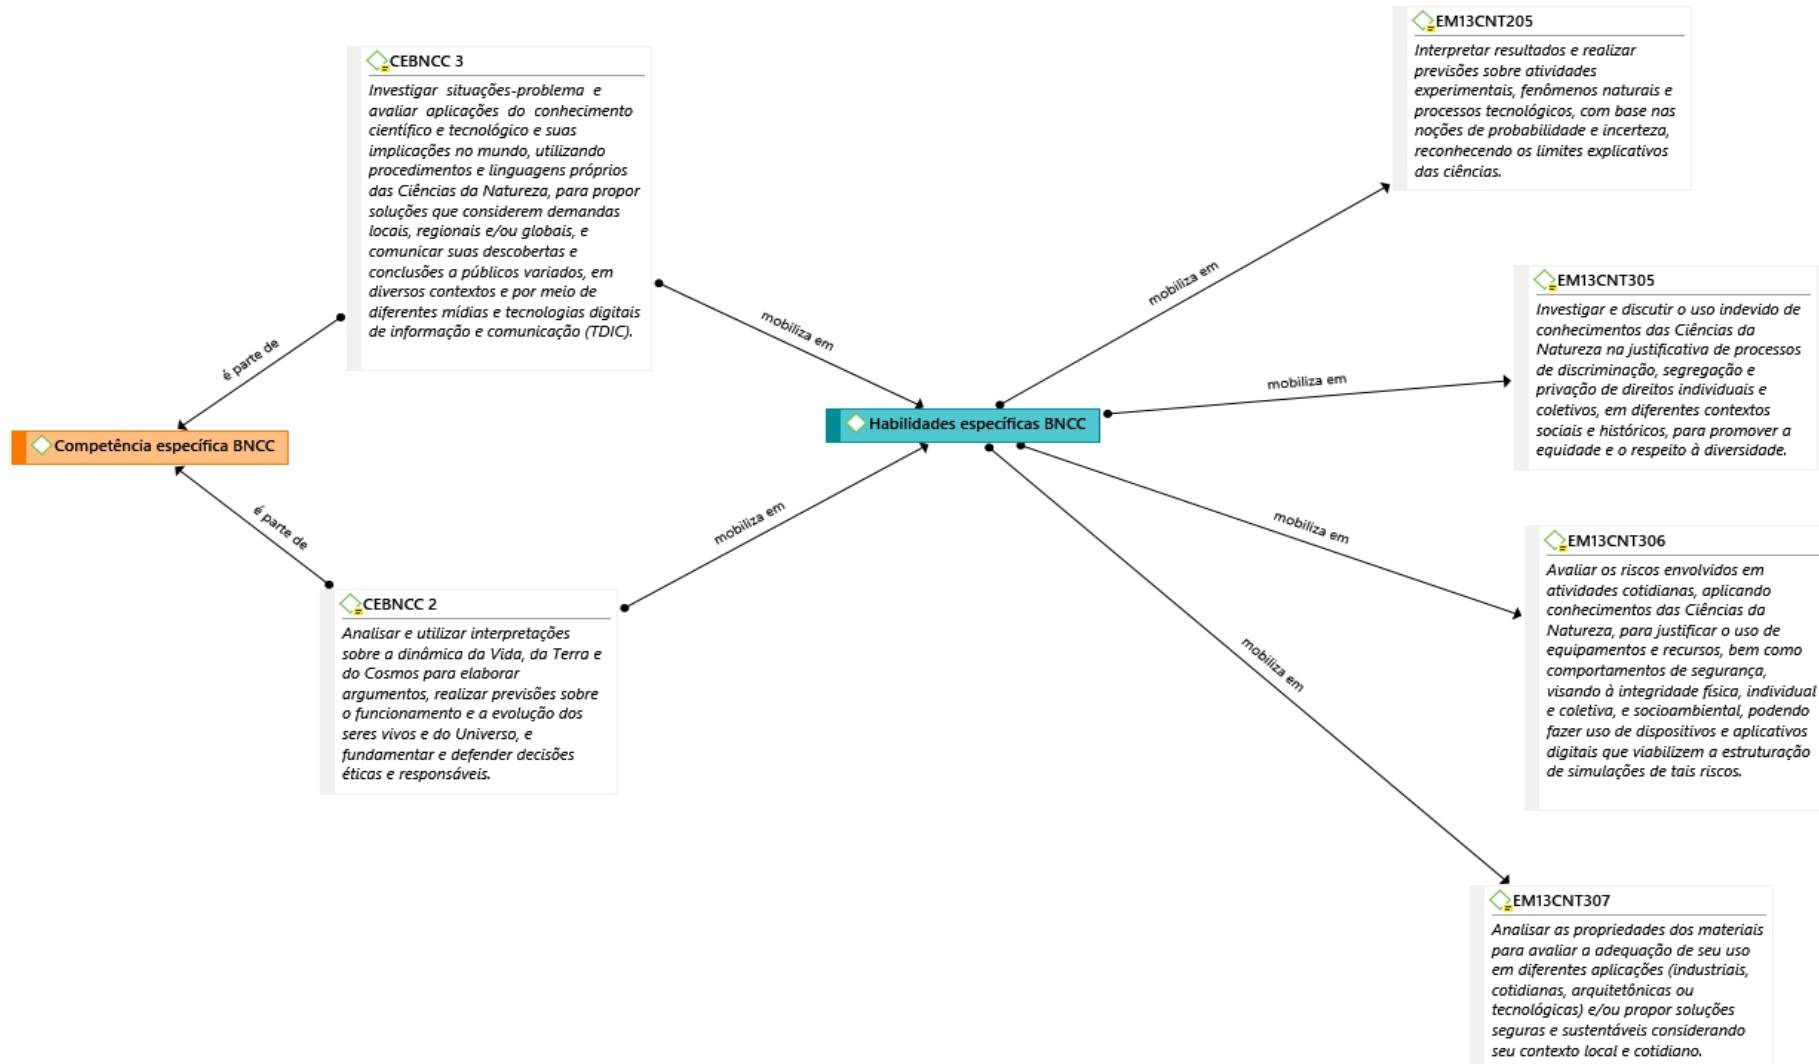 CEBNCC 3
Investigar situações-problema e
avaliar aplicações do conhecimento
científico e tecnológico e suas
implicações no mundo, utilizando
procedimentos e linguagens próprios
das Ciências da Natureza, para propor
soluções que considerem demandas
locais, regionais e/ou globais, e
comunicar suas descobertas e
conclusões a públicos variados, em
diversos contextos e por meio de
diferentes mídias e tecnologias digitais
de informação e comunicação (TDIC).
é parte de
Competência específica BNCC
é parte de
CEBNCC 2
Analisar e utilizar interpretações
sobre a dinâmica da Vida, da Terra e
do Cosmos para elaborar
argumentos, realizar previsões sobre
o funcionamento e a evolução dos
seres vivos e do Universo, e
fundamentar e defender decisões
éticas e responsáveis.
mobiliza em
mobiliza em
Habilidades específicas BNCC
mobiliza em
mobiliza em
mobiliza em
mobiliza em
EM13CNT205
Interpretar resultados e realizar
previsões sobre atividades
experimentais, fenômenos naturais e
processos tecnológicos, com base nas
noções de probabilidade e incerteza,
reconhecendo os limites explicativos
das ciências.
EM13CNT305
Investigar e discutir o uso indevido de
conhecimentos das Ciências da
Natureza na justificativa de processos
de discriminação, segregação e
privação de direitos individuais e
coletivos, em diferentes contextos
sociais e históricos, para promover a
equidade e o respeito à diversidade.
EM13CNT306
Avaliar os riscos envolvidos em
atividades cotidianas, aplicando
conhecimentos das Ciências da
Natureza, para justificar o uso de
equipamentos e recursos, bem como
comportamentos de segurança,
visando à integridade física, individual
e coletiva, e socioambiental, podendo
fazer uso de dispositivos e aplicativos
digitais que viabilizem a estruturação
de simulações de tais riscos.
EM13CNT307
Analisar as propriedades dos materiais
para avaliar a adequação de seu uso
em diferentes aplicações (industriais,
cotidianas, arquitetônicas ou
tecnológicas) e/ou propor soluções
seguras e sustentáveis considerando
seu contexto local e cotidiano.